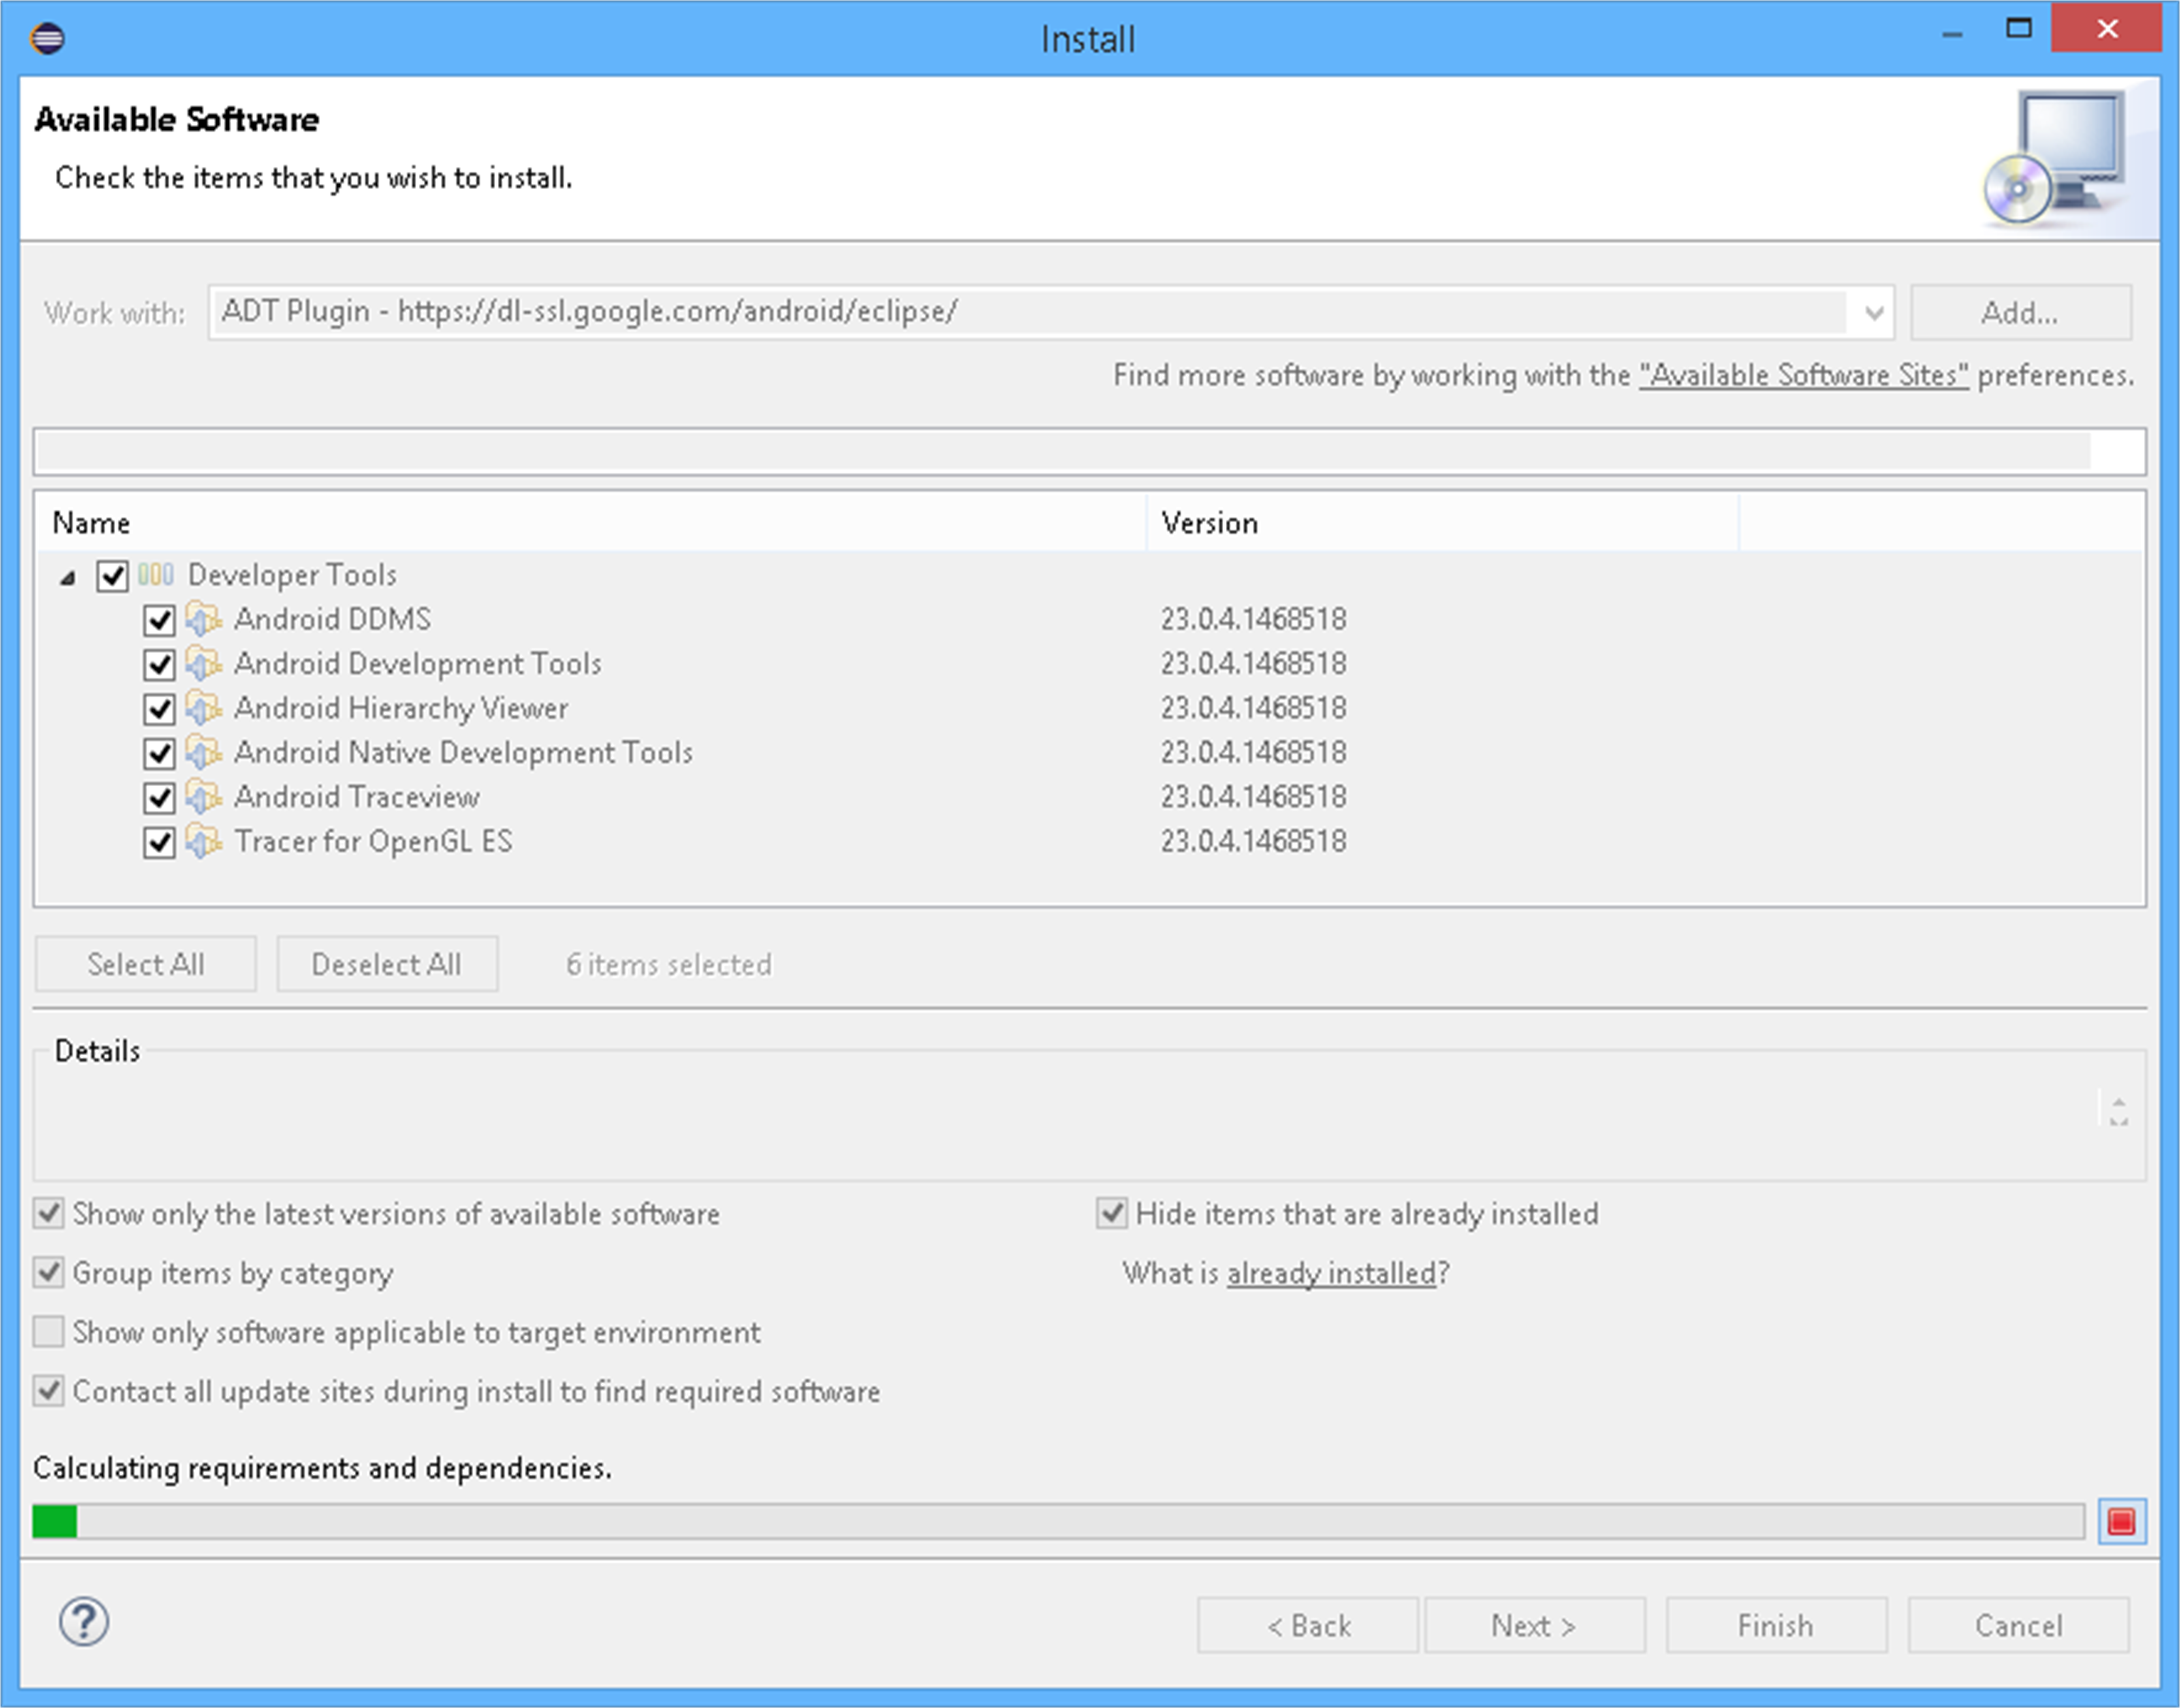 Install
Available Software
Check the items that you wish to install.
Work with: ADT Plugin - https://dl-ssl.google.com/android/eclipse/ Add...
Find more software by working with the "Available Software Sites" preferences.
Name Version
Developer Tools
Android DDMS 23.0.4.1468518
Android Development Tools 23.0.4.1468518
Android Hierarchy Viewer 23.0.4.1468518
Android Native Development Tools 23.0.4.1468518
Android Traceview 23.0.4.1468518
Tracer for OpenGL ES 23.0.4.1468518
Select All Deselect All 6 items selected
Details
Show only the latest versions of available software Hide items that are already installed
Group items by category What is already installed?
Show only software applicable to target environment
Contact all update sites during install to find required software
Calculating requirements and dependencies.
? < Back Next > Finish Cancel